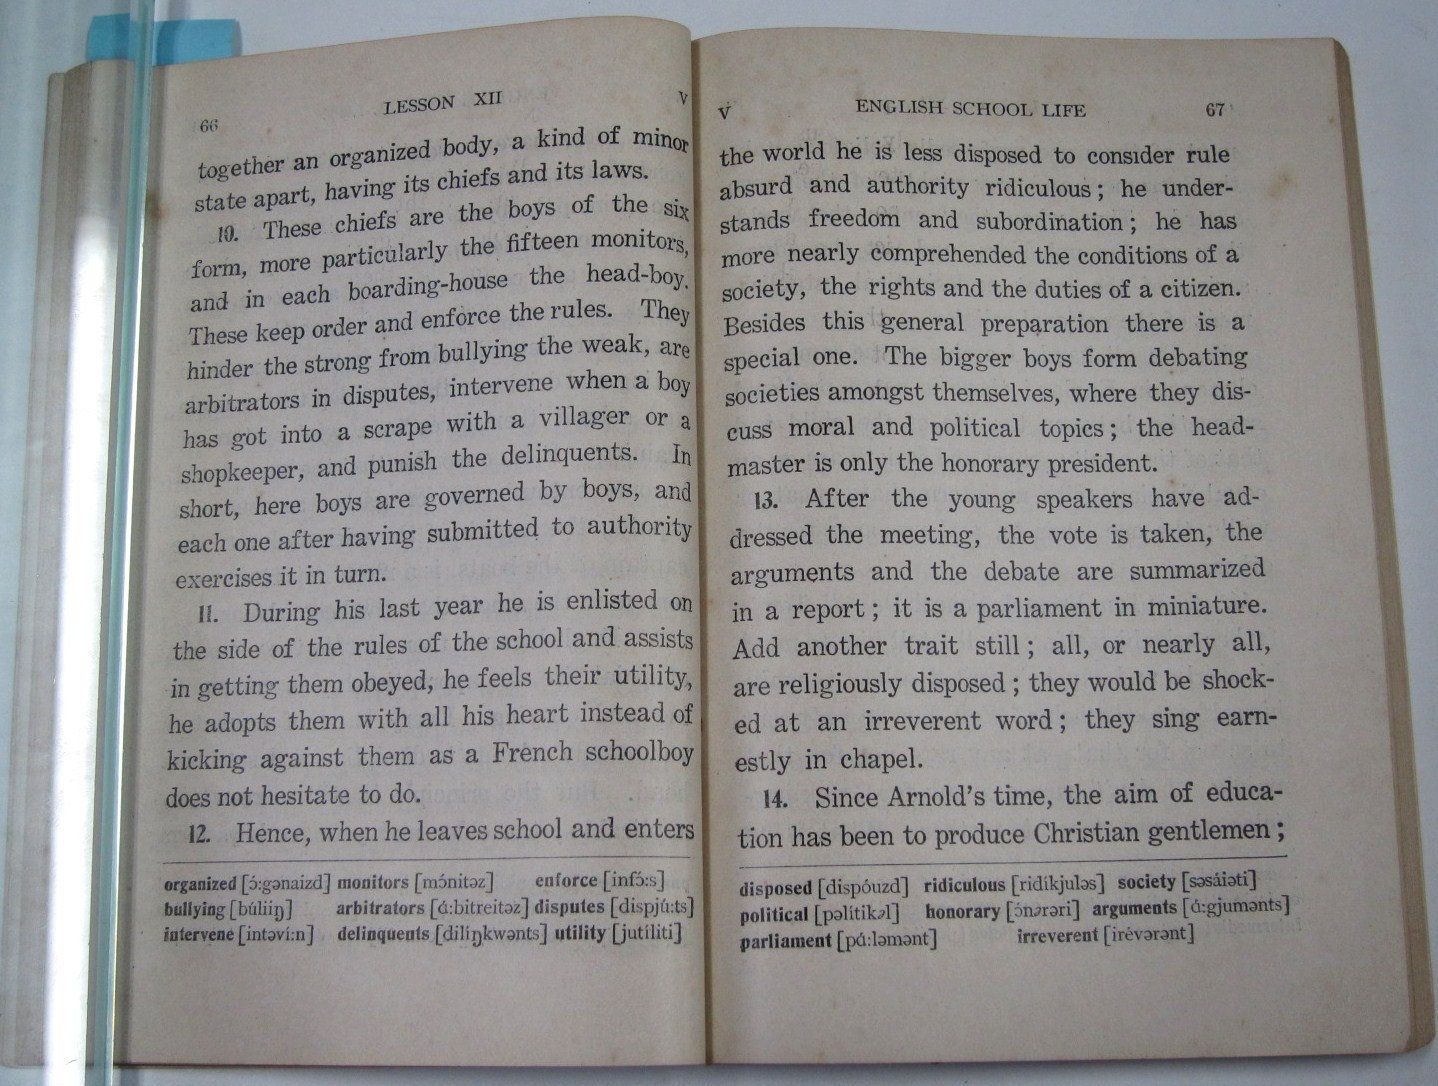 66 LESSON XII V
together an organized body, a kind of minor
state apart, having its chiefs and its laws.
10. These chiefs are the boys of the six
form, more particularly the fifteen monitors,
and in each boarding-house the head-boy.
These keep order and enforce the rules. They
hinder the strong from bullying the weak, are
arbitrators in disputes, intervene when a boy
has got into a scrape with a villager or a
shopkeeper, and punish the delinquents. In
short, here boys are governed by boys, and
each one after having submitted to authority
exercises it in turn.
11. During his last year he is enlisted on
the side of the rules of the school and assists
in getting them obeyed, he feels their utility,
he adopts them with all his heart instead of
kicking against them as a French schoolboy
does not hesitate to do.
12. Hence, when he leaves school and enters
organized [ɔ́:gənaizd] monitors [mɔ́nitəz] enforce [infɔ́:s]
bullying [búliiŋ] arbitrators [ɑ́:bitreitəz] disputes [dispjú:ts]
intervene [intəví:n] delinquents [dilíŋkwənts] utility [jutíliti]
V ENGLISH SCHOOL LIFE 67
the world he is less disposed to consider rule
absurd and authority ridiculous; he under-
stands freedom and subordination; he has
more nearly comprehended the conditions of a
society, the rights and the duties of a citizen.
Besides this general preparation there is a
special one. The bigger boys form debating
societies amongst themselves, where they dis-
cuss moral and political topics; the head-
master is only the honorary president.
13. After the young speakers have ad-
dressed the meeting, the vote is taken, the
arguments and the debate are summarized
in a report; it is a parliament in miniature.
Add another trait still; all, or nearly all,
are religiously disposed; they would be shock-
ed at an irreverent word; they sing earn-
estly in chapel.
14. Since Arnold's time, the aim of educa-
tion has been to produce Christian gentlemen;
disposed [dispóuzd] ridiculous [ridíkjuləs] society [səsáiəti]
political [pəlítikəl] honorary [ɔ́nərəri] arguments [ɑ́:gjumənts]
parliament [pɑ́:ləmənt] irreverent [irévərənt]